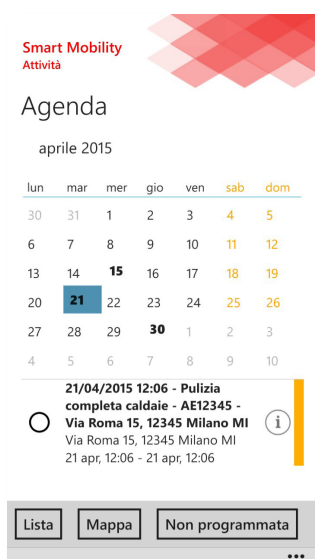 Smart Mobility
Attività
Agenda
aprile 2015
lun mar mer gio ven sab dom
30 31 1 2 3 4 5
6 7 8 9 10 11 12
13 14 15 16 17 18 19
20 21 22 23 24 25 26
27 28 29 30 1 2 3
4 5 6 7 8 9 10
21/04/2015 12:06 - Pulizia
completa caldaie - AE12345 -
Via Roma 15, 12345 Milano MI
Via Roma 15, 12345 Milano MI
21 apr, 12:06 - 21 apr, 12:06
i
Lista Mappa Non programmata
...